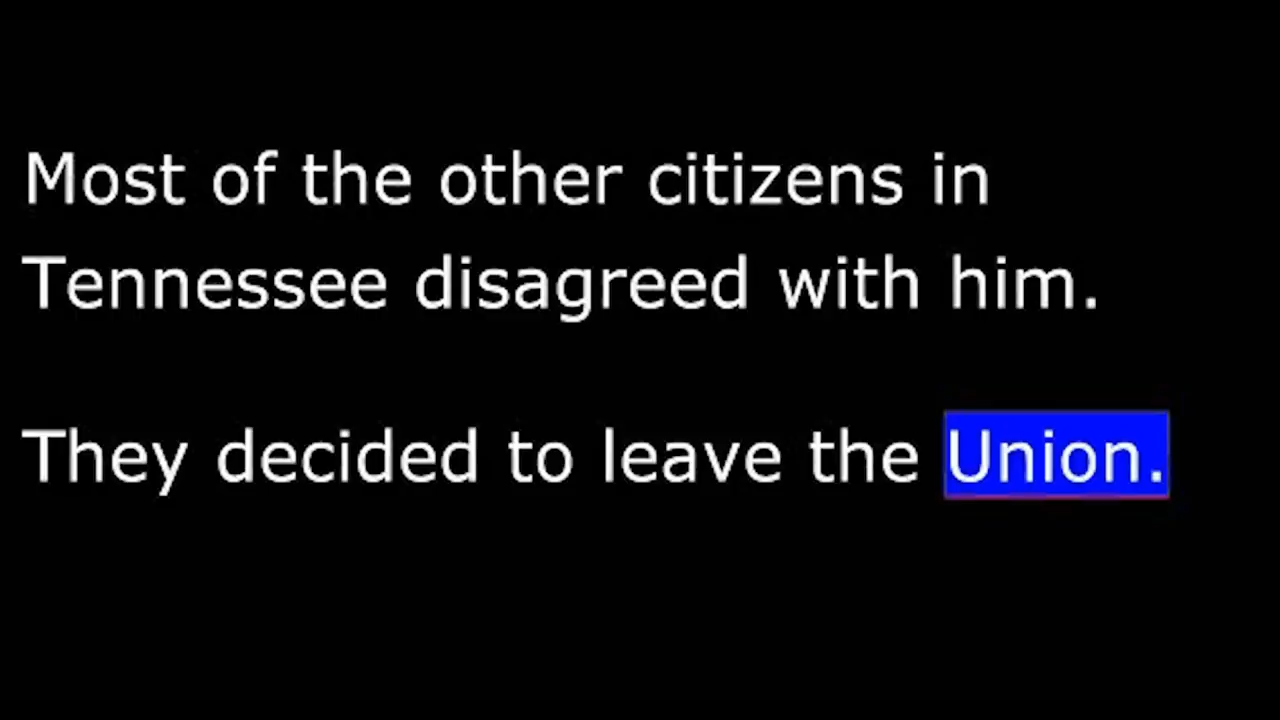 Most of the other citizens in
Tennessee disagreed with him.
They decided to leave the Union.